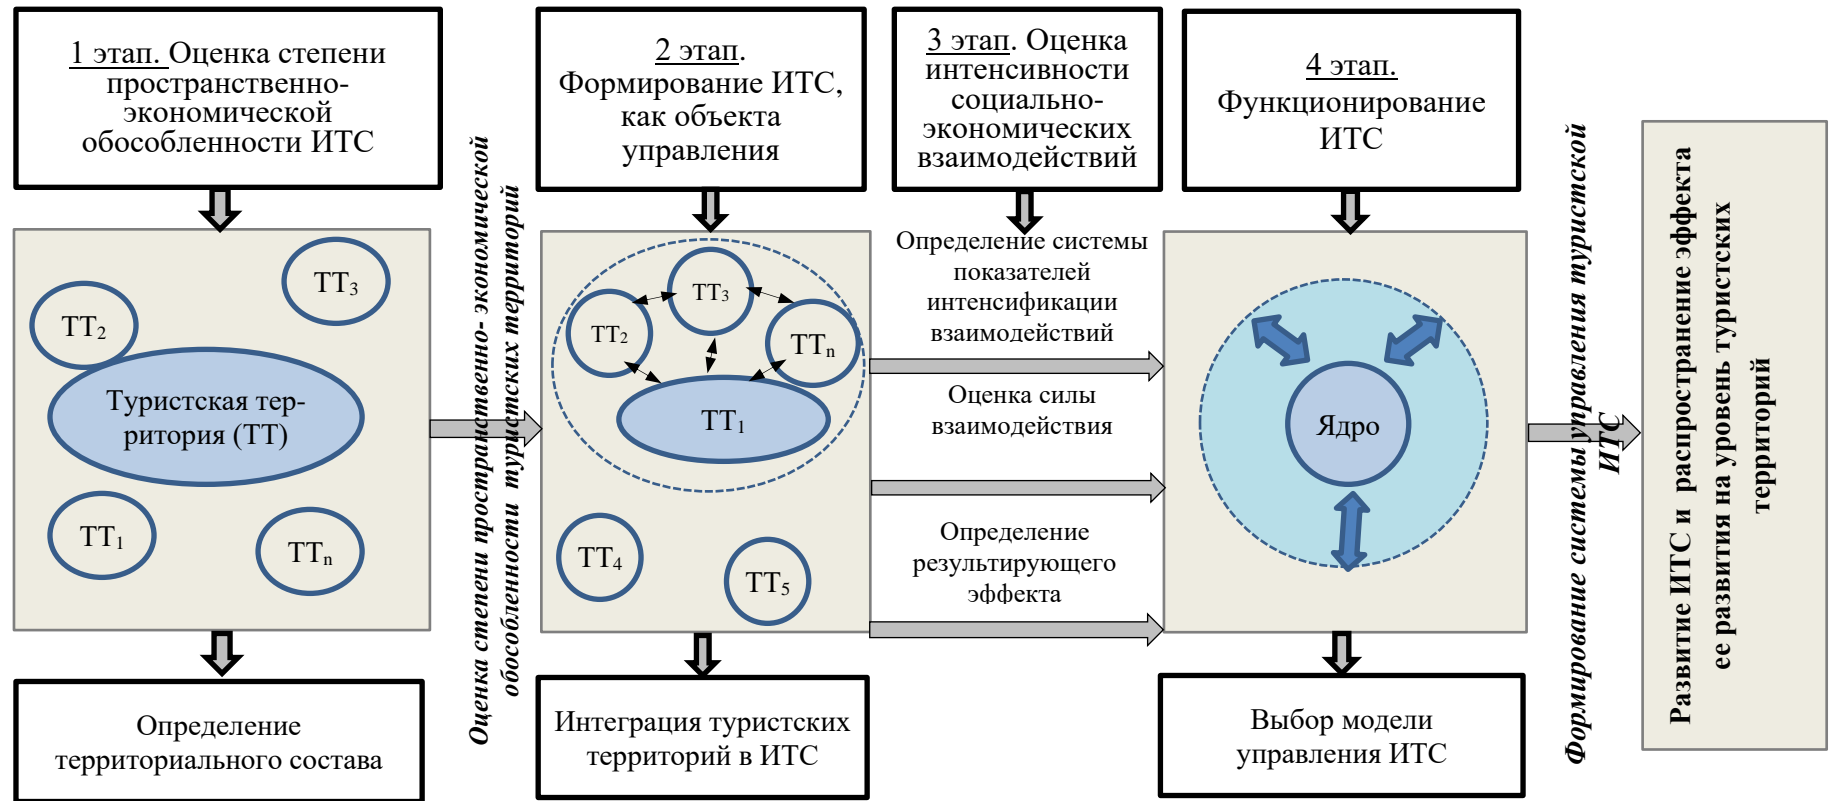 1 этап. Оценка степени
пространственно-
экономической
обособленности ИТС
2 этап.
Формирование ИТС,
как объекта
управления
3 этап. Оценка
интенсивности
социально-
экономических
взаимодействий
4 этап.
Функционирование
ИТС
ТТ3
ТТ2
Туристская тер-
ритория (ТТ)
ТТ1
ТТn
Определение
территориального состава
Оценка степени пространственно- экономической
обособленности туристских территорий
ТТ3
ТТ2
ТТn
ТТ1
ТТ4
ТТ5
Интеграция туристских
территорий в ИТС
Определение системы
показателей
интенсификации
взаимодействий
Оценка силы
взаимодействия
Определение
результирующего
эффекта
Ядро
Выбор модели
управления ИТС
Формирование системы управления туристской
ИТС
Развитие ИТС и распространение эффекта
ее развития на уровень туристских
территорий